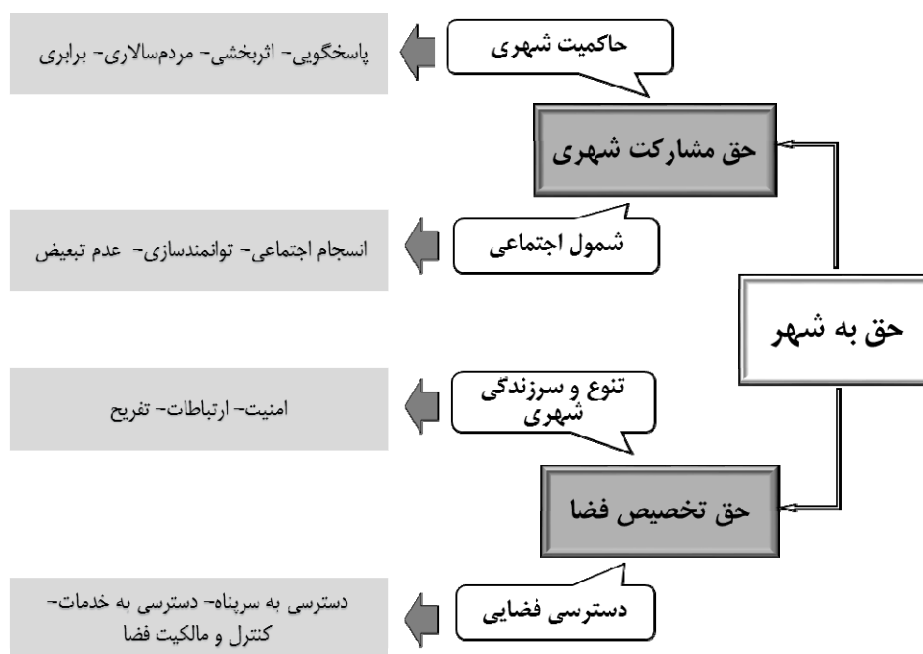 حاکمیت شهری
پاسخگویی- اثربخشی- مردم‌سالاری- برابری
حق مشارکت شهری
شمول اجتماعی
انسجام اجتماعی- توانمندسازی- عدم تبعیض
حق به شهر
تنوع و سرزندگی
شهری
امنیت- ارتباطات- تفریح
حق تخصیص فضا
دسترسی فضایی
دسترسی به سرپناه- دسترسی به خدمات-
کنترل و مالکیت فضا